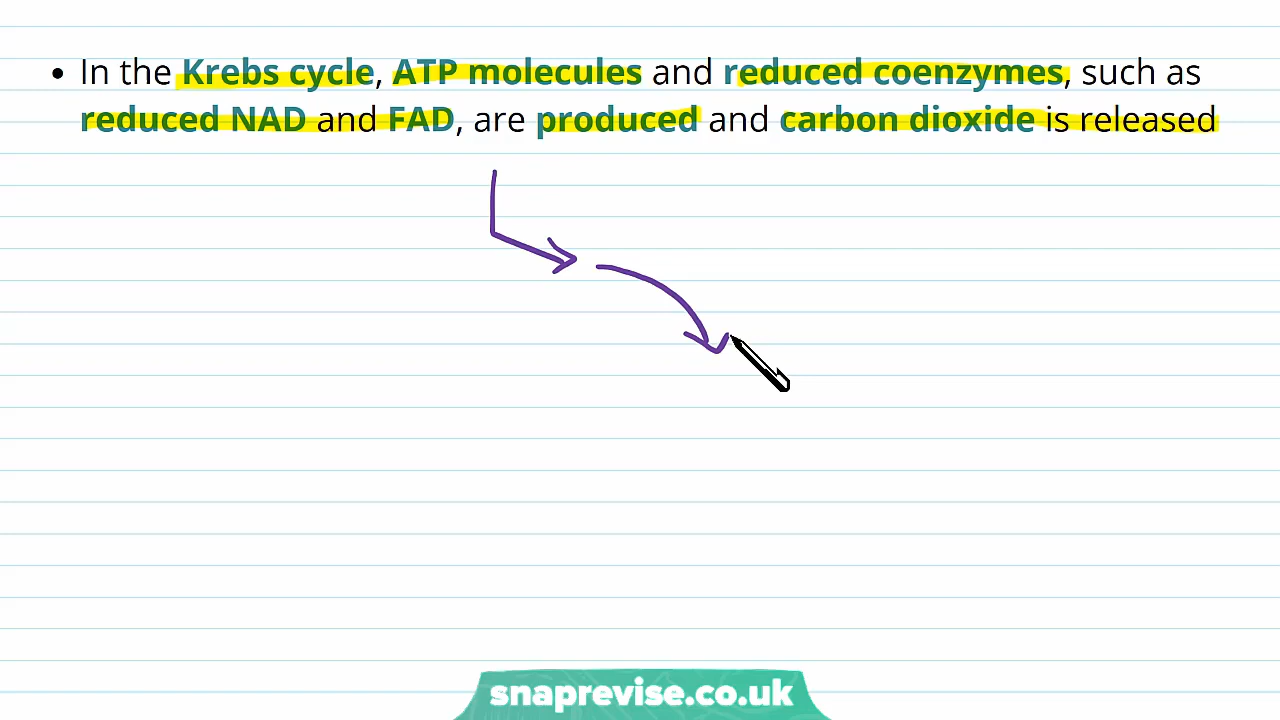 • In the Krebs cycle, ATP molecules and reduced coenzymes, such as
reduced NAD and FAD, are produced and carbon dioxide is released
snaprevise.co.uk